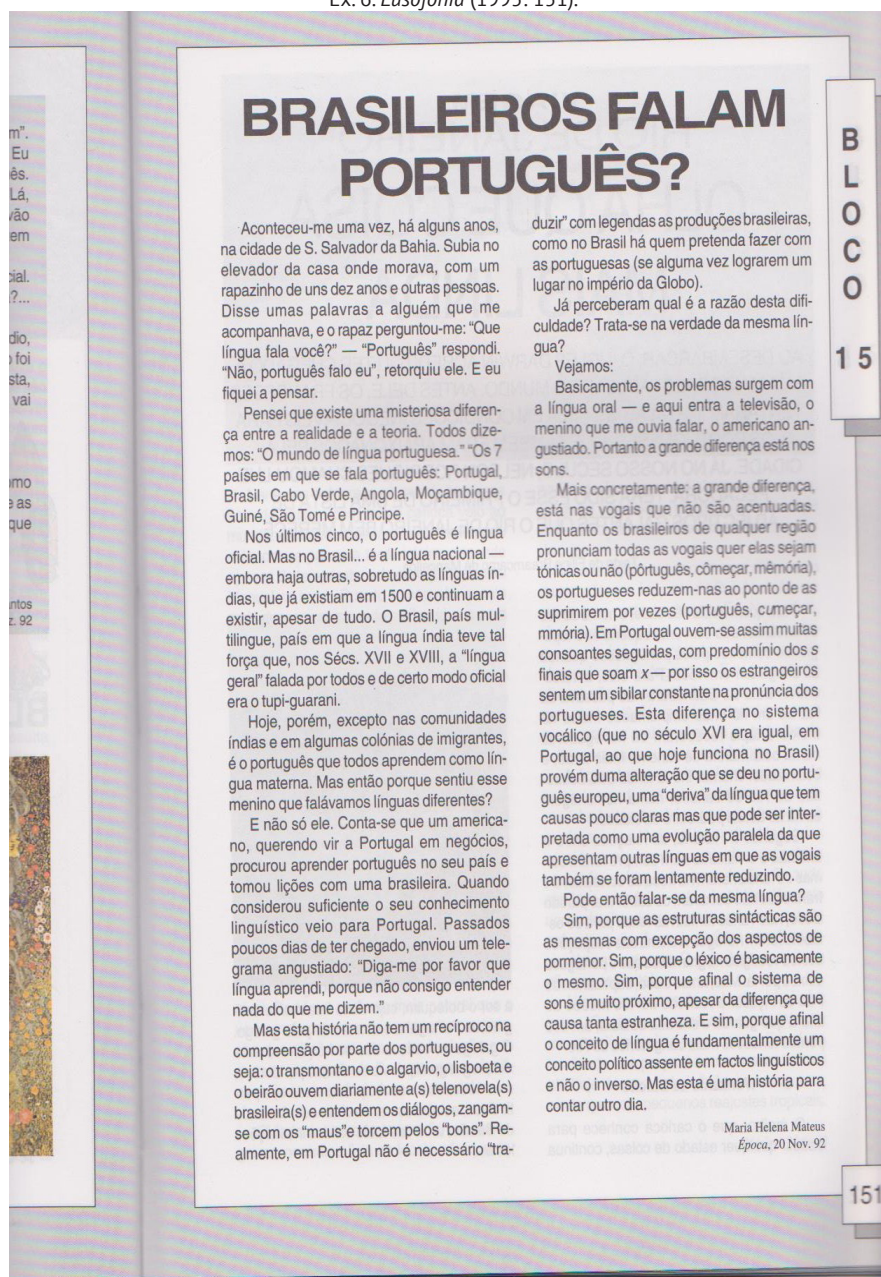 Ex. 6. Lusofonia (1995: 151).
m".
Eu
ês.
Lá,
vão
em
cial.
?...
dio,
foi
sta,
vai
omo
e as
que
ntos
z. 92
BRASILEIROS FALAM
PORTUGUÊS?
Aconteceu-me uma vez, há alguns anos,
na cidade de S. Salvador da Bahia. Subia no
elevador da casa onde morava, com um
rapazinho de uns dez anos e outras pessoas.
Disse umas palavras a alguém que me
acompanhava, e o rapaz perguntou-me: "Que
língua fala você?" — "Português" respondi.
"Não, português falo eu", retorquiu ele. E eu
fiquei a pensar.
Pensei que existe uma misteriosa diferen-
ça entre a realidade e a teoria. Todos dize-
mos: "O mundo de língua portuguesa." "Os 7
países em que se fala português: Portugal,
Brasil, Cabo Verde, Angola, Moçambique,
Guiné, São Tomé e Principe.
Nos últimos cinco, o português é língua
oficial. Mas no Brasil... é a língua nacional —
embora haja outras, sobretudo as línguas ín-
dias, que já existiam em 1500 e continuam a
existir, apesar de tudo. O Brasil, país mul-
tilingue, país em que a língua índia teve tal
força que, nos Sécs. XVII e XVIII, a "língua
geral" falada por todos e de certo modo oficial
era o tupi-guarani.
Hoje, porém, excepto nas comunidades
índias e em algumas colónias de imigrantes,
é o português que todos aprendem como lín-
gua materna. Mas então porque sentiu esse
menino que falávamos línguas diferentes?
E não só ele. Conta-se que um america-
no, querendo vir a Portugal em negócios,
procurou aprender português no seu país e
tomou lições com uma brasileira. Quando
considerou suficiente o seu conhecimento
linguístico veio para Portugal. Passados
poucos dias de ter chegado, enviou um tele-
grama angustiado: "Diga-me por favor que
língua aprendi, porque não consigo entender
nada do que me dizem."
Mas esta história não tem um recíproco na
compreensão por parte dos portugueses, ou
seja: o transmontano e o algarvio, o lisboeta e
o beirão ouvem diariamente a(s) telenovela(s)
brasileira(s) e entendem os diálogos, zangam-
se com os "maus"e torcem pelos "bons". Re-
almente, em Portugal não é necessário "tra-
duzir" com legendas as produções brasileiras,
como no Brasil há quem pretenda fazer com
as portuguesas (se alguma vez lograrem um
lugar no império da Globo).
Já perceberam qual é a razão desta difi-
culdade? Trata-se na verdade da mesma lín-
gua?
Vejamos:
Basicamente, os problemas surgem com
a língua oral — e aqui entra a televisão, o
menino que me ouvia falar, o americano an-
gustiado. Portanto a grande diferença está nos
sons.
Mais concretamente: a grande diferença,
está nas vogais que não são acentuadas.
Enquanto os brasileiros de qualquer região
pronunciam todas as vogais quer elas sejam
tónicas ou não (pôrtuguês, cômeçar, mêmória),
os portugueses reduzem-nas ao ponto de as
suprimirem por vezes (português, cumeçar,
mmória). Em Portugal ouvem-se assim muitas
consoantes seguidas, com predomínio dos s
finais que soam x — por isso os estrangeiros
sentem um sibilar constante na pronúncia dos
portugueses. Esta diferença no sistema
vocálico (que no século XVI era igual, em
Portugal, ao que hoje funciona no Brasil)
provém duma alteração que se deu no portu-
guês europeu, uma "deriva" da língua que tem
causas pouco claras mas que pode ser inter-
pretada como uma evolução paralela da que
apresentam outras línguas em que as vogais
também se foram lentamente reduzindo.
Pode então falar-se da mesma língua?
Sim, porque as estruturas sintácticas são
as mesmas com excepção dos aspectos de
pormenor. Sim, porque o léxico é basicamente
o mesmo. Sim, porque afinal o sistema de
sons é muito próximo, apesar da diferença que
causa tanta estranheza. E sim, porque afinal
o conceito de língua é fundamentalmente um
conceito político assente em factos linguísticos
e não o inverso. Mas esta é uma história para
contar outro dia.
Maria Helena Mateus
Época, 20 Nov. 92
BLOCO
15
151